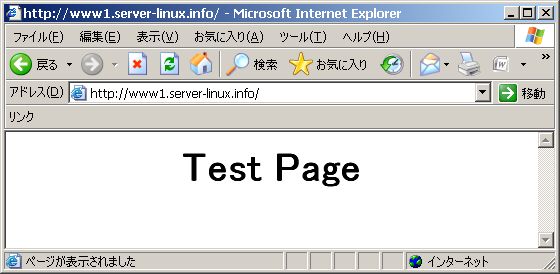 http://www1.server-linux.info/ - Microsoft Internet Explorer
ファイル(F) 編集(E) 表示(V) お気に入り(A) ツール(T) ヘルプ(H)
戻る 検索 お気に入り W »
アドレス(D) http://www1.server-linux.info/ 移動
リンク
Test Page
ページが表示されました インターネット